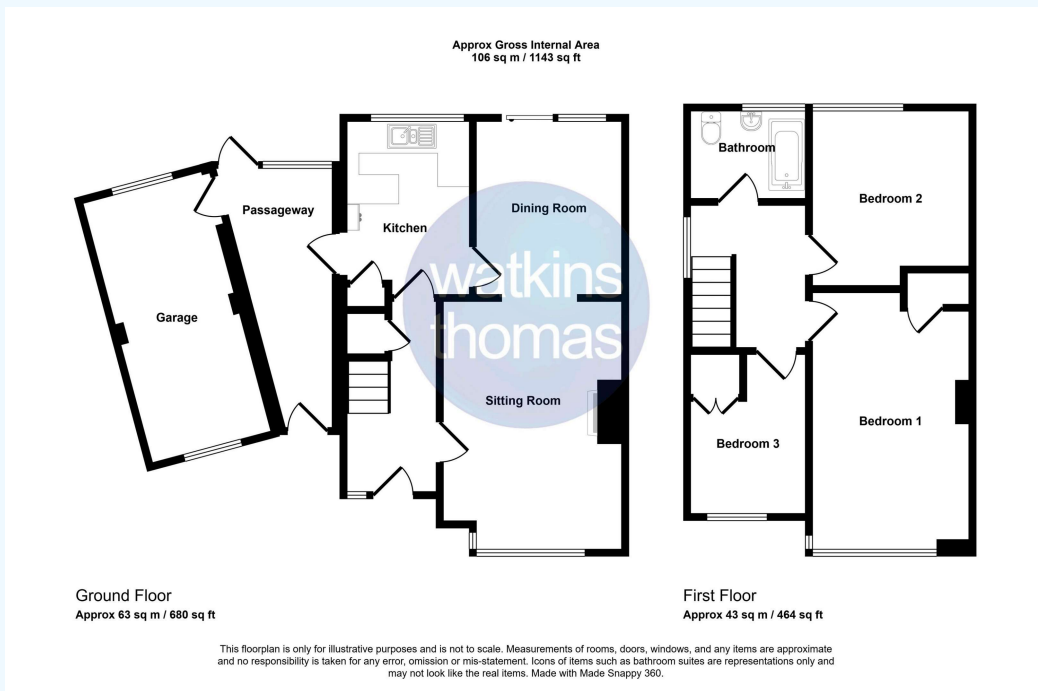 Approx Gross Internal Area
106 sq m / 1143 sq ft
Bathroom
Bedroom 2
Passageway
Dining Room
Kitchen
watkins
thomas
Garage
Sitting Room
Bedroom 1
Bedroom 3
Ground Floor
Approx 63 sq m / 680 sq ft
First Floor
Approx 43 sq m / 464 sq ft
This floorplan is only for illustrative purposes and is not to scale. Measurements of rooms, doors, windows, and any items are approximate
and no responsibility is taken for any error, omission or mis-statement. Icons of items such as bathroom suites are representations only and
may not look like the real items. Made with Made Snappy 360.